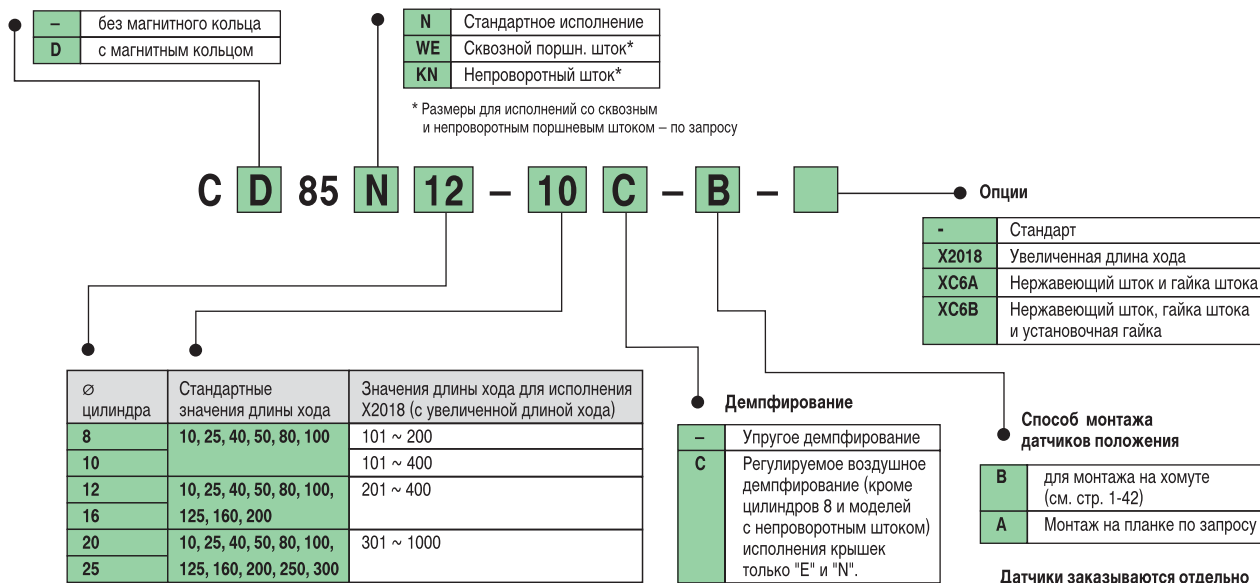 – без магнитного кольца
D с магнитным кольцом
N Стандартное исполнение
WE Сквозной поршн. шток*
KN Непроворотный шток*
* Размеры для исполнений со сквозным
и непроворотным поршневым штоком – по запросу
C D 85 N 12 – 10 C – B –
Опции
- Стандарт
X2018 Увеличенная длина хода
XC6A Нержавеющий шток и гайка штока
XC6B Нержавеющий шток, гайка штока
и установочная гайка
∅
цилиндра
Стандартные
значения длины хода
Значения длины хода для исполнения
X2018 (с увеличенной длиной хода)
8 10, 25, 40, 50, 80, 100 101 ~ 200
10 101 ~ 400
12 10, 25, 40, 50, 80, 100, 201 ~ 400
16 125, 160, 200
20 10, 25, 40, 50, 80, 100, 301 ~ 1000
25 125, 160, 200, 250, 300
Демпфирование
– Упругое демпфирование
C Регулируемое воздушное
демпфирование (кроме
цилиндров 8 и моделей
с непроворотным штоком)
исполнения крышек
только "E" и "N".
Способ монтажа
датчиков положения
B для монтажа на хомуте
(см. стр. 1-42)
A Монтаж на планке по запросу
Датчики заказываются отдельно